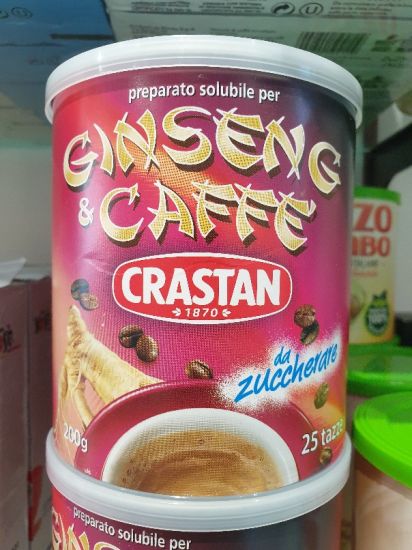 preparato solubile per
GINSENG
& CAFFÈ
CRASTAN
1870
da
zuccherare
200g
25 tazze
preparato solubile per